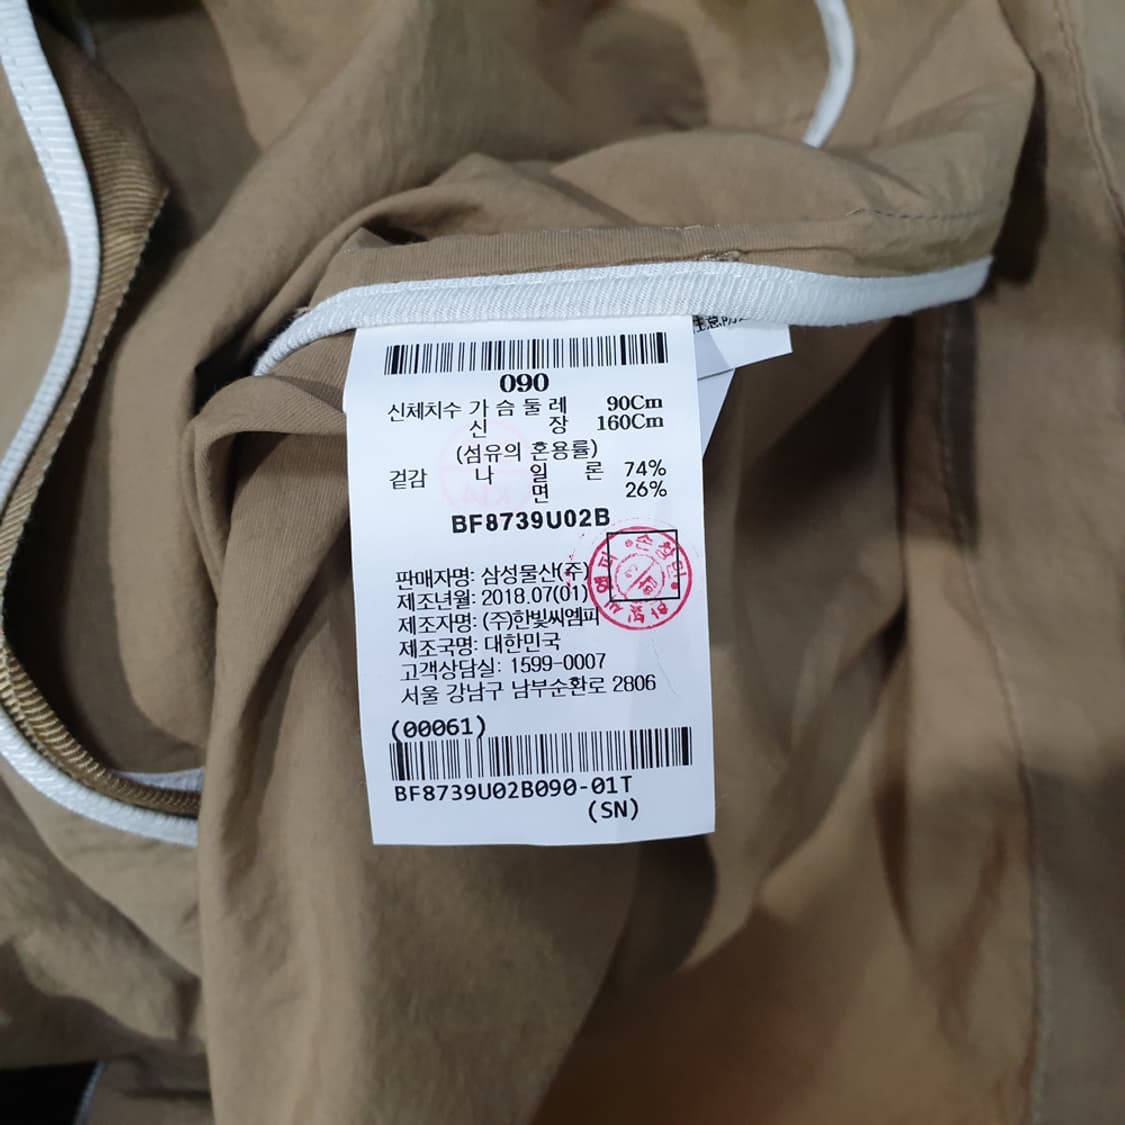 090
신체치수 가슴둘레 90Cm
신장 160Cm
(섬유의 혼용률)
겉감 나일론 74%
면 26%
BF8739U02B
판매자명: 삼성물산(주)
제조년월: 2018.07(01)
제조자명: (주)한빛씨엠피
제조국명: 대한민국
고객상담실: 1599-0007
서울 강남구 남부순환로 2806
(00061)
BF8739U02B090-01T
(SN)